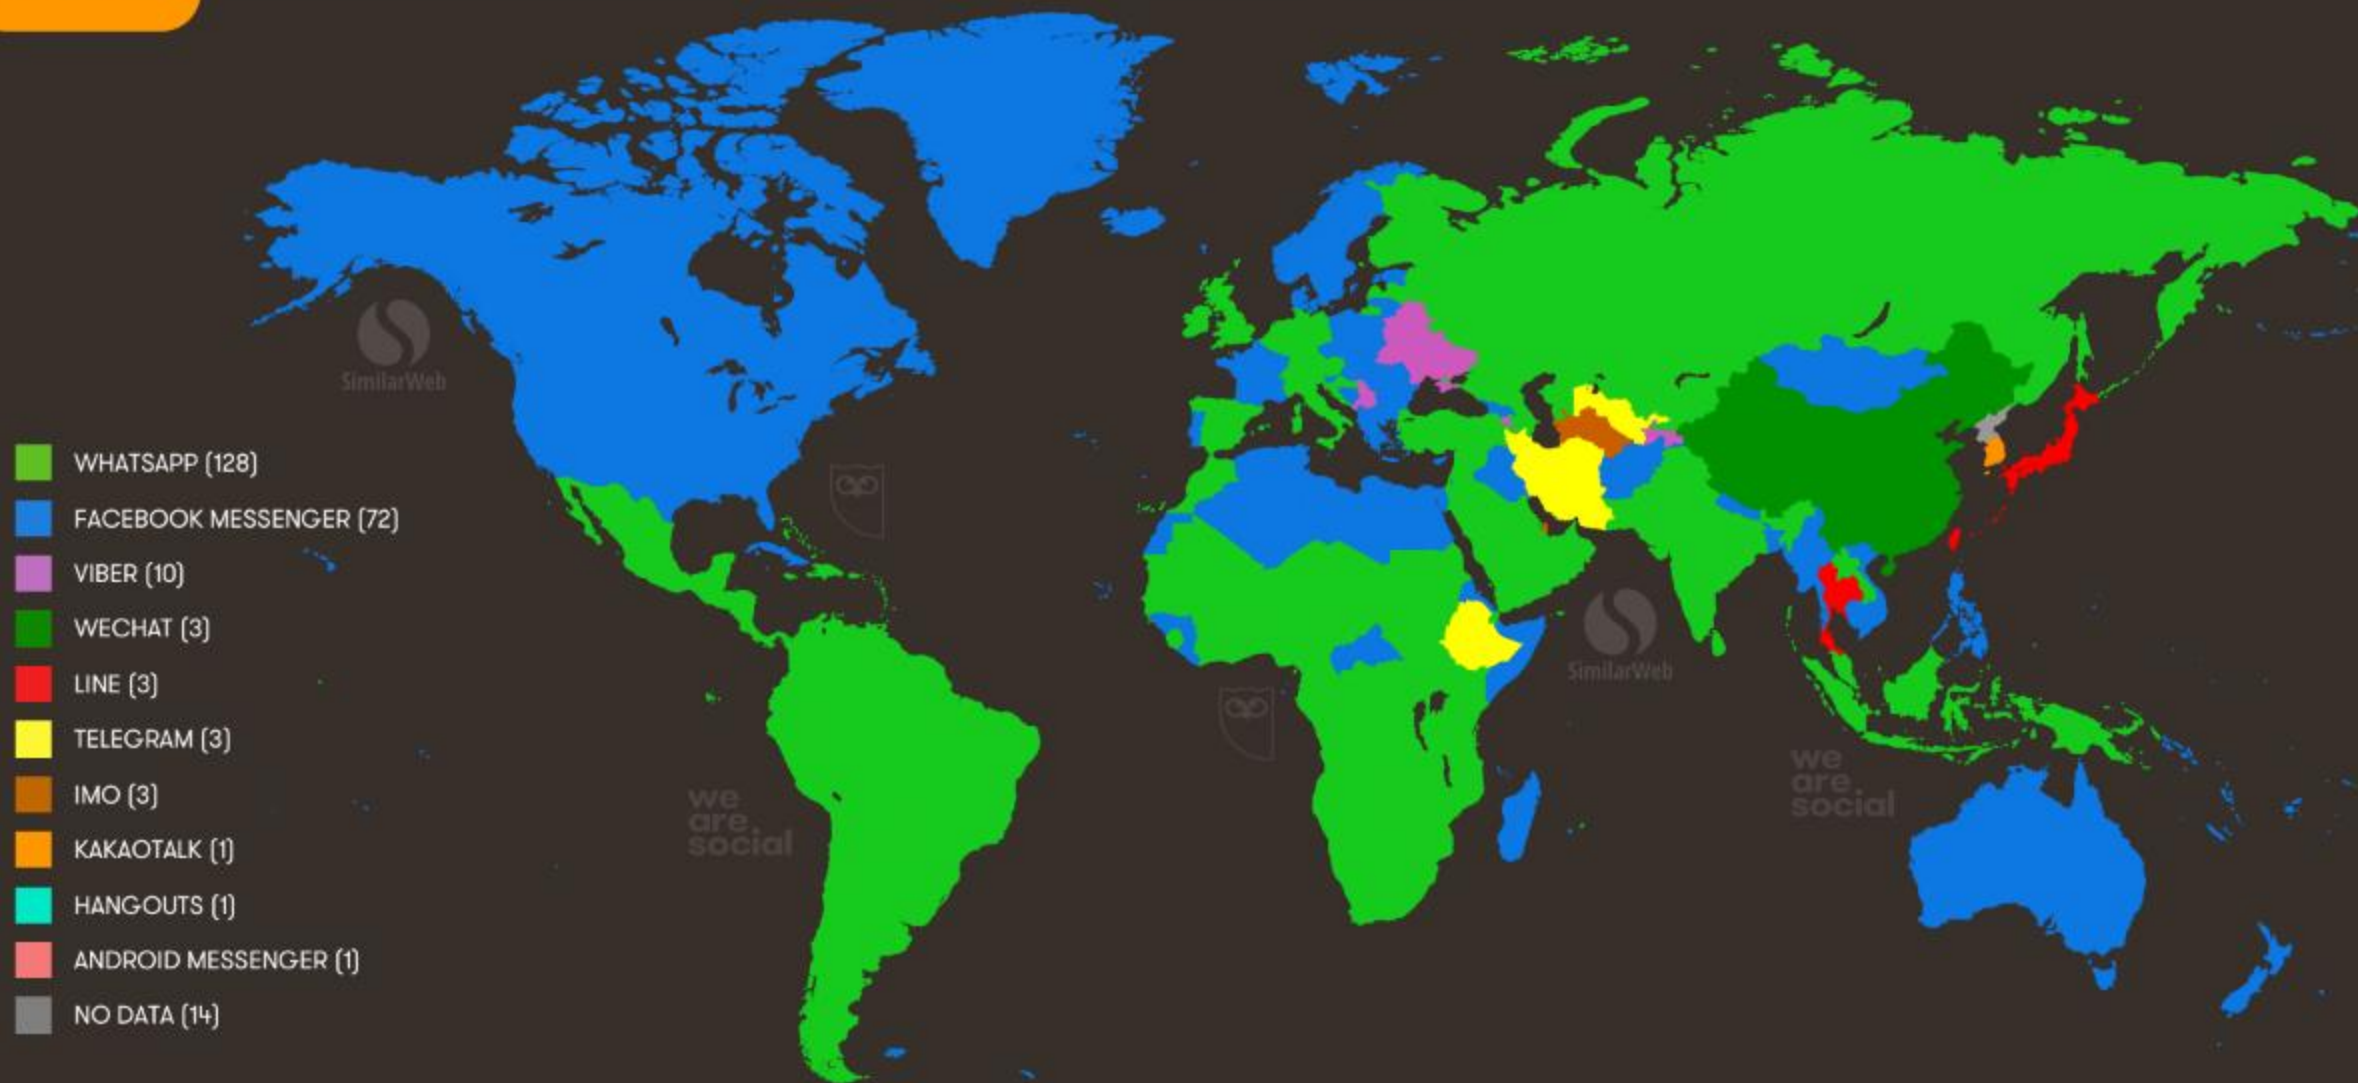 SimilarWeb
WHATSAPP (128)
FACEBOOK MESSENGER (72)
VIBER (10)
WECHAT (3)
LINE (3)
TELEGRAM (3)
IMO (3)
KAKAOTALK (1)
HANGOUTS (1)
ANDROID MESSENGER (1)
NO DATA (14)
we
are
social
SimilarWeb
we
are
social